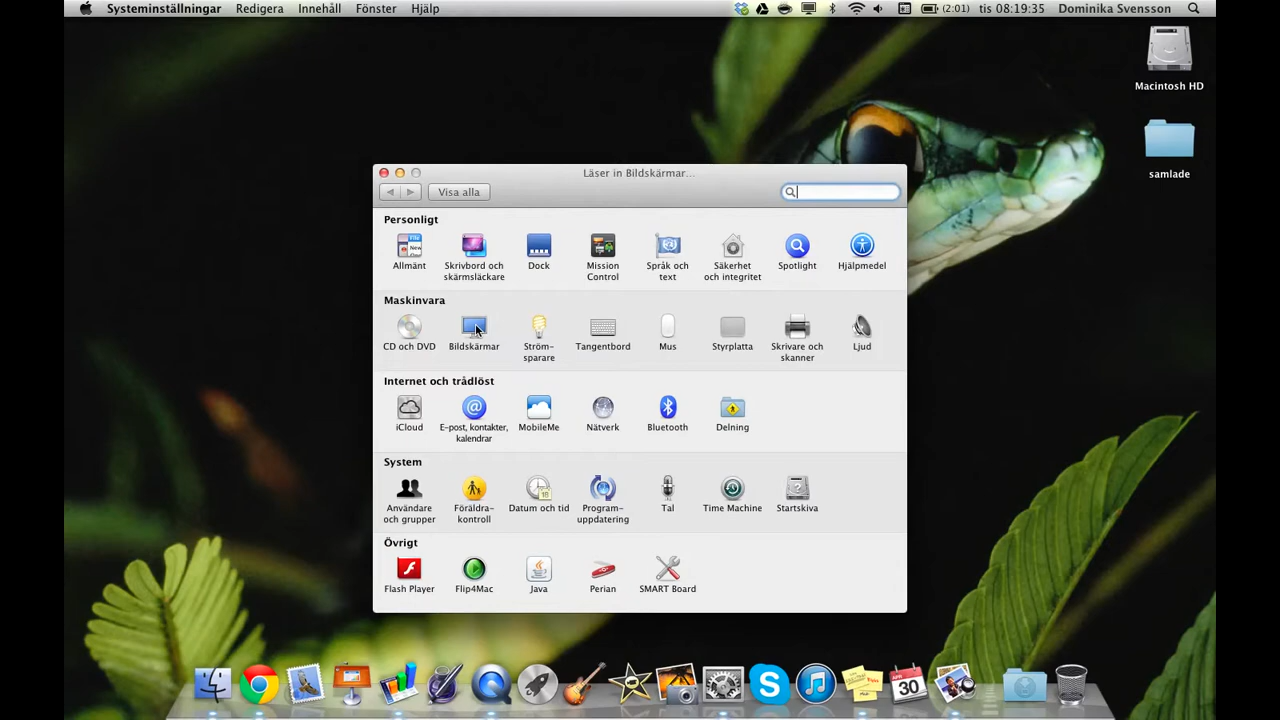 Systeminställningar Redigera Innehåll Fönster Hjälp (2:01) tis 08:19:35 Dominika Svensson
Macintosh HD
samlade
Läser in Bildskärmar...
Visa alla
Personligt
Allmänt
Skrivbord och
skärmsläckare
Dock
Mission
Control
Språk och
text
Säkerhet
och integritet
Spotlight
Hjälpmedel
Maskinvara
CD och DVD
Bildskärmar
Ström-
sparare
Tangentbord
Mus
Styrplatta
Skrivare och
skanner
Ljud
Internet och trådlöst
iCloud
E-post, kontakter,
kalendrar
MobileMe
Nätverk
Bluetooth
Delning
System
Användare
och grupper
Föräldra-
kontroll
Datum och tid
Program-
uppdatering
Tal
Time Machine
Startskiva
Övrigt
Flash Player
Flip4Mac
Java
Perian
SMART Board
APR
30